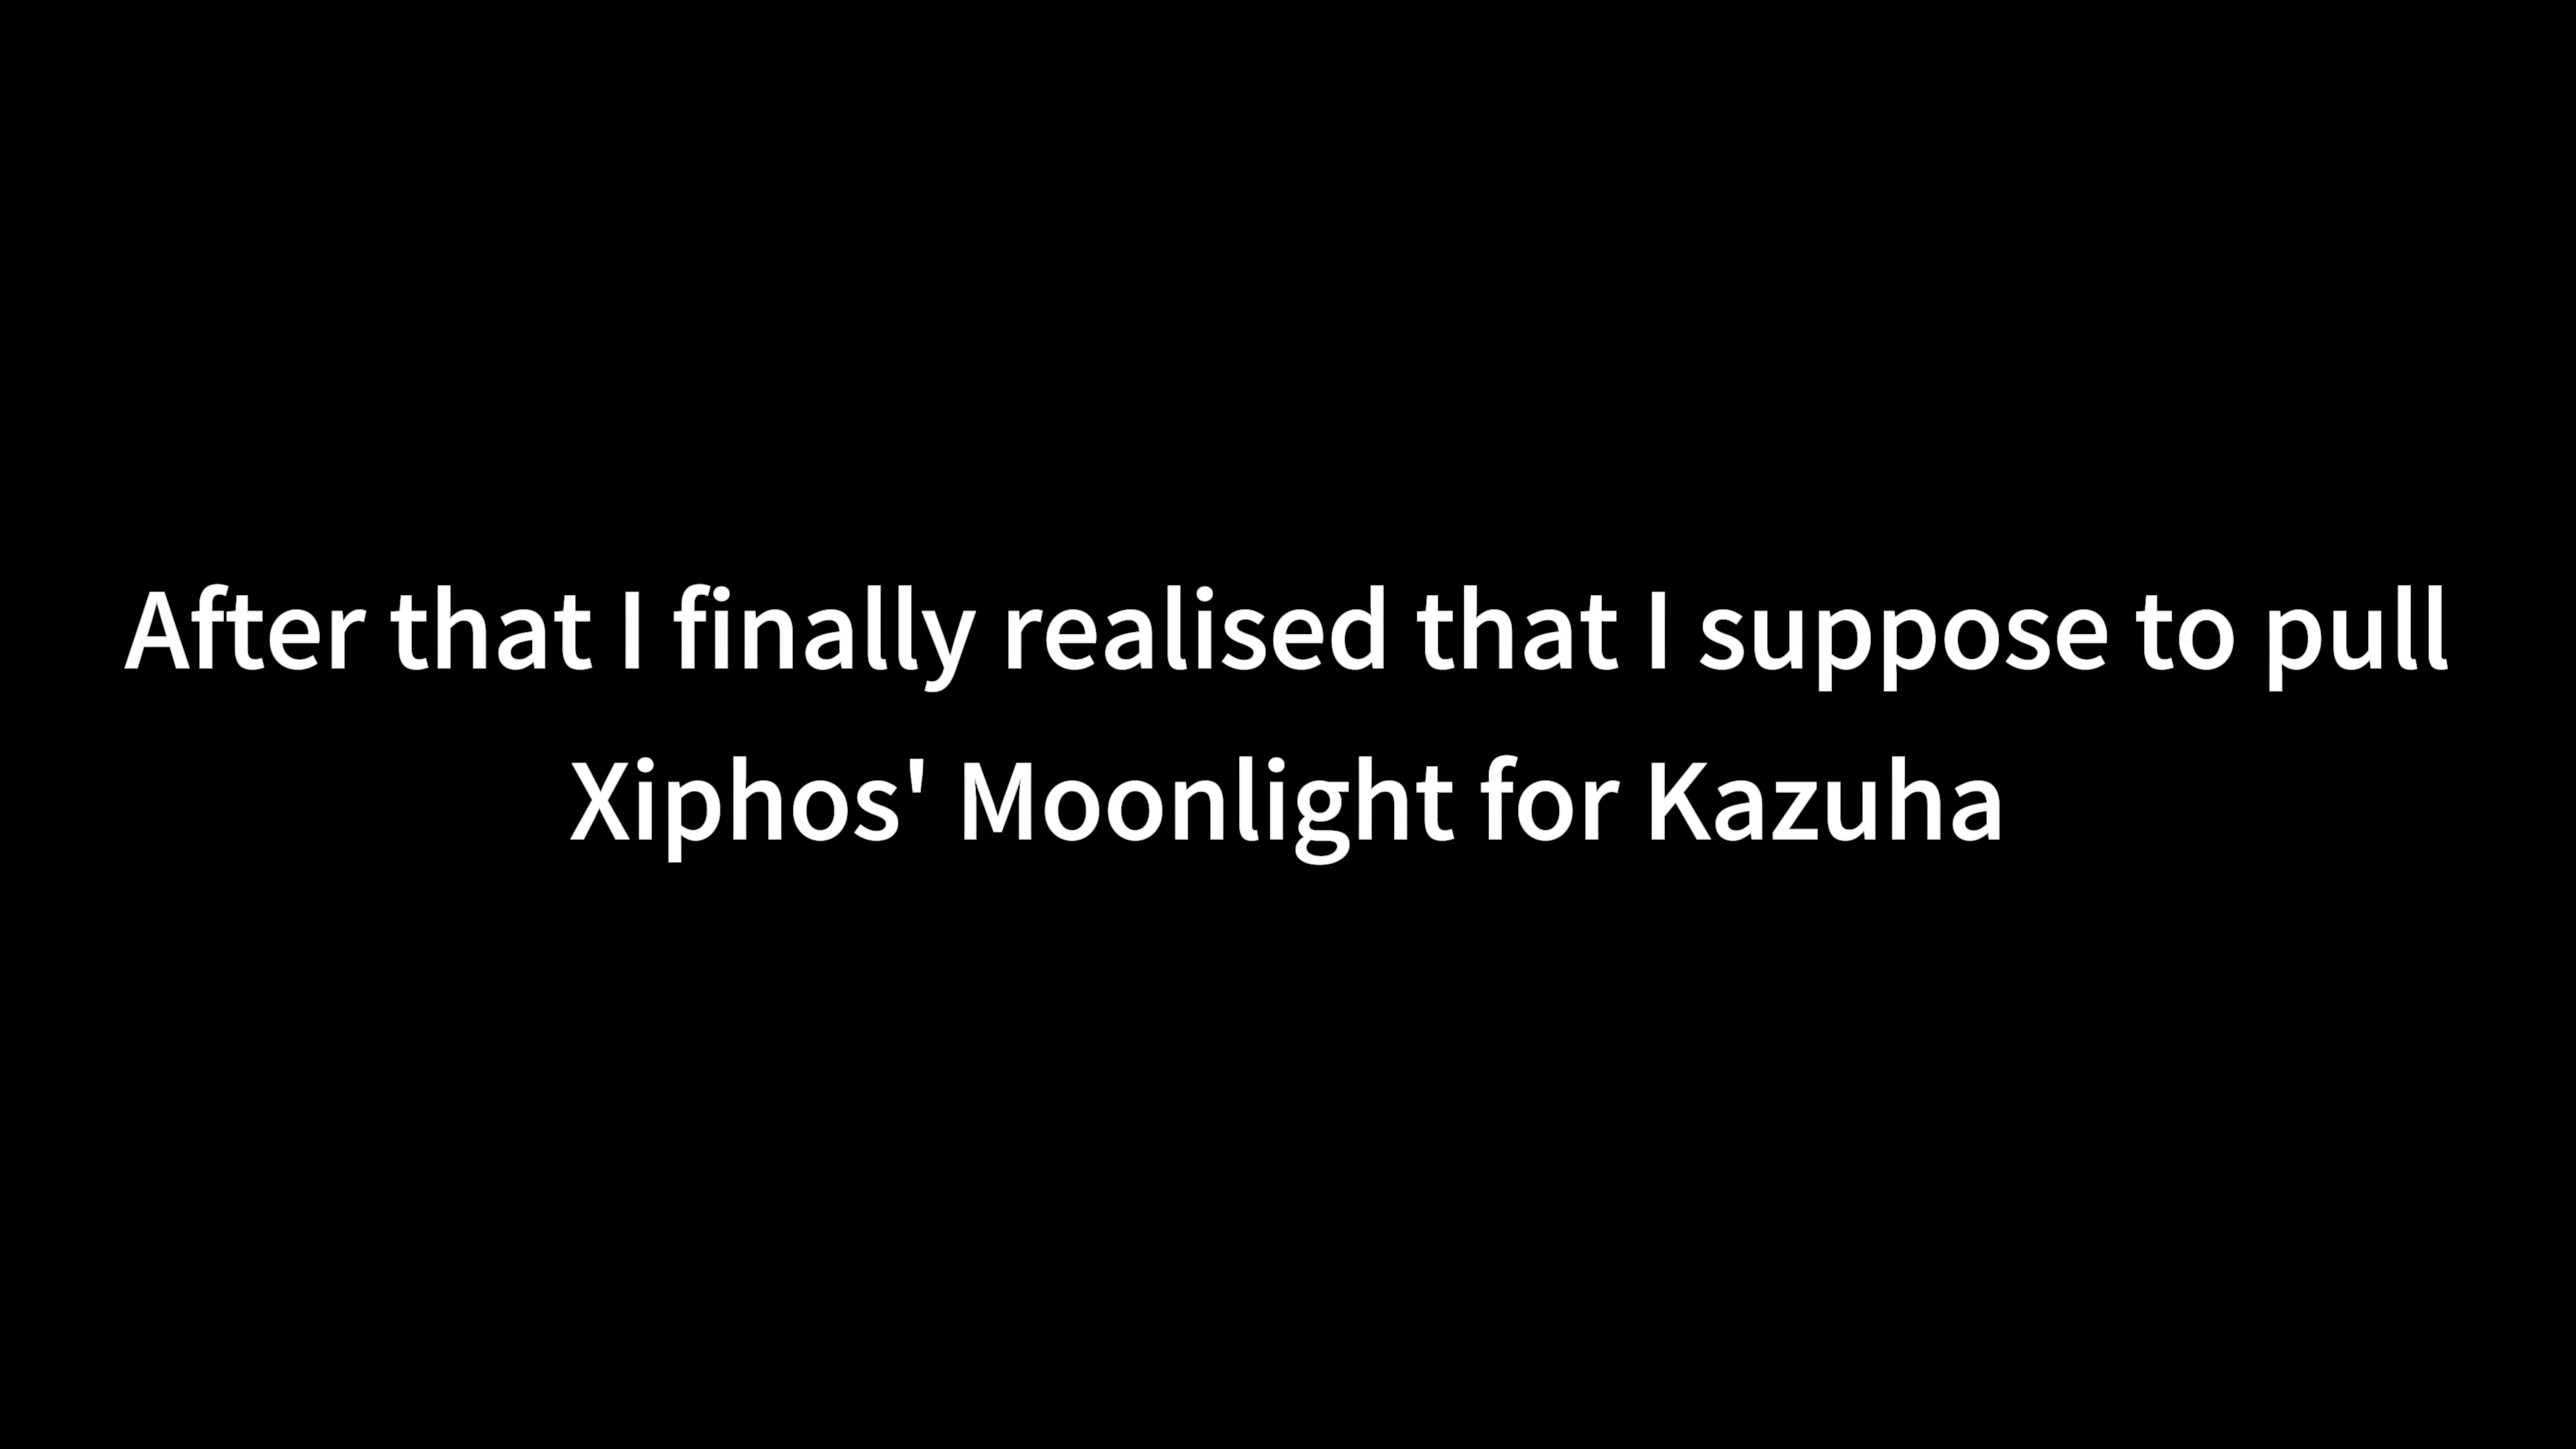 After that I finally realised that I suppose to pull
Xiphos' Moonlight for Kazuha